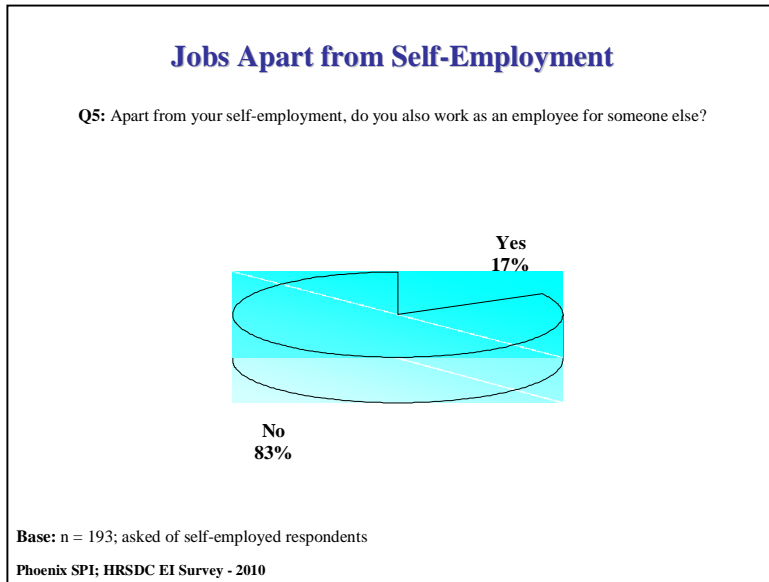 Jobs Apart from Self-Employment
Q5: Apart from your self-employment, do you also work as an employee for someone else?
Yes
17%
No
83%
Base: n = 193; asked of self-employed respondents
Phoenix SPI; HRSDC EI Survey - 2010